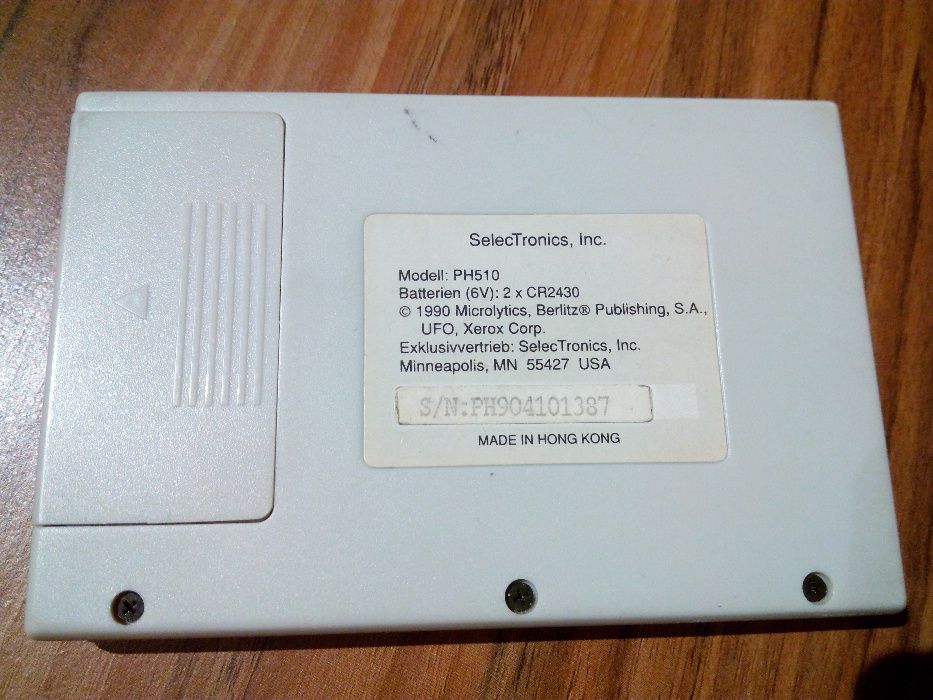 SelecTronics, Inc.
Modell: PH510
Batterien (6V): 2 x CR2430
© 1990 Microlytics, Berlitz® Publishing, S.A.,
UFO, Xerox Corp.
Exklusivvertrieb: SelecTronics, Inc.
Minneapolis, MN 55427 USA
S/N:PH904101387
MADE IN HONG KONG